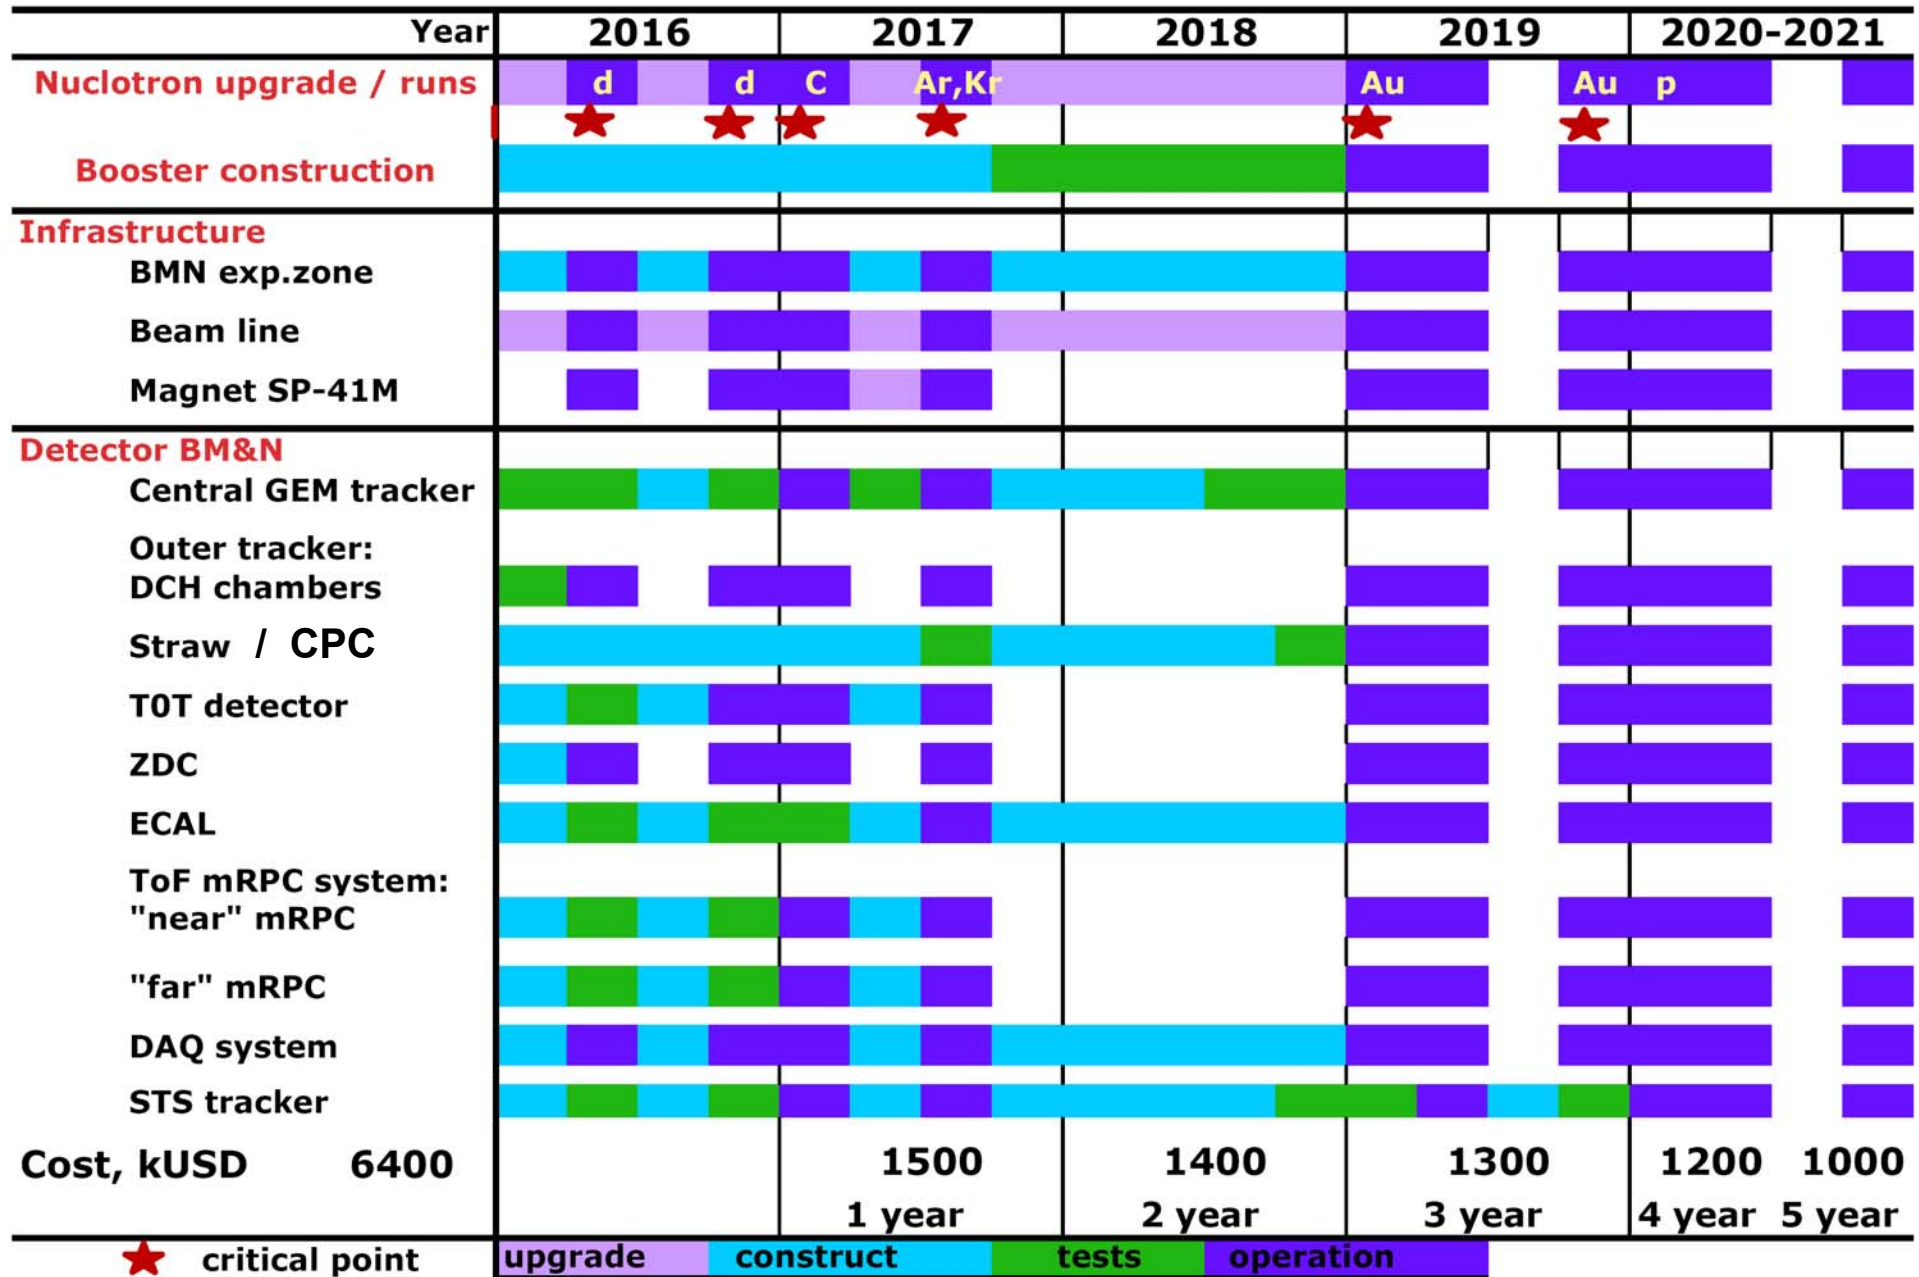 Year 2016 2017 2018 2019 2020-2021
Nuclotron upgrade / runs d d C Ar,Kr Au Au p
Booster construction
Infrastructure
BMN exp.zone
Beam line
Magnet SP-41M
Detector BM&N
Central GEM tracker
Outer tracker:
DCH chambers
Straw / CPC
T0T detector
ZDC
ECAL
ToF mRPC system:
"near" mRPC
"far" mRPC
DAQ system
STS tracker
Cost, kUSD 6400 1500 1400 1300 1200 1000
1 year 2 year 3 year 4 year 5 year
critical point upgrade construct tests operation